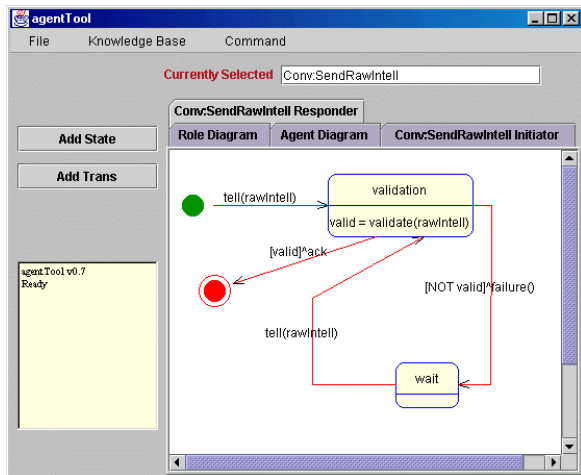 agentTool
File Knowledge Base Command
Currently Selected Conv:SendRawIntell
Conv:SendRawIntell Responder
Role Diagram Agent Diagram Conv:SendRawIntell Initiator
Add State
Add Trans
agentTool v0.7
Ready
tell(rawIntell)
validation
valid = validate(rawIntell)
[valid]^ack
[NOT valid]^failure()
tell(rawIntell)
wait